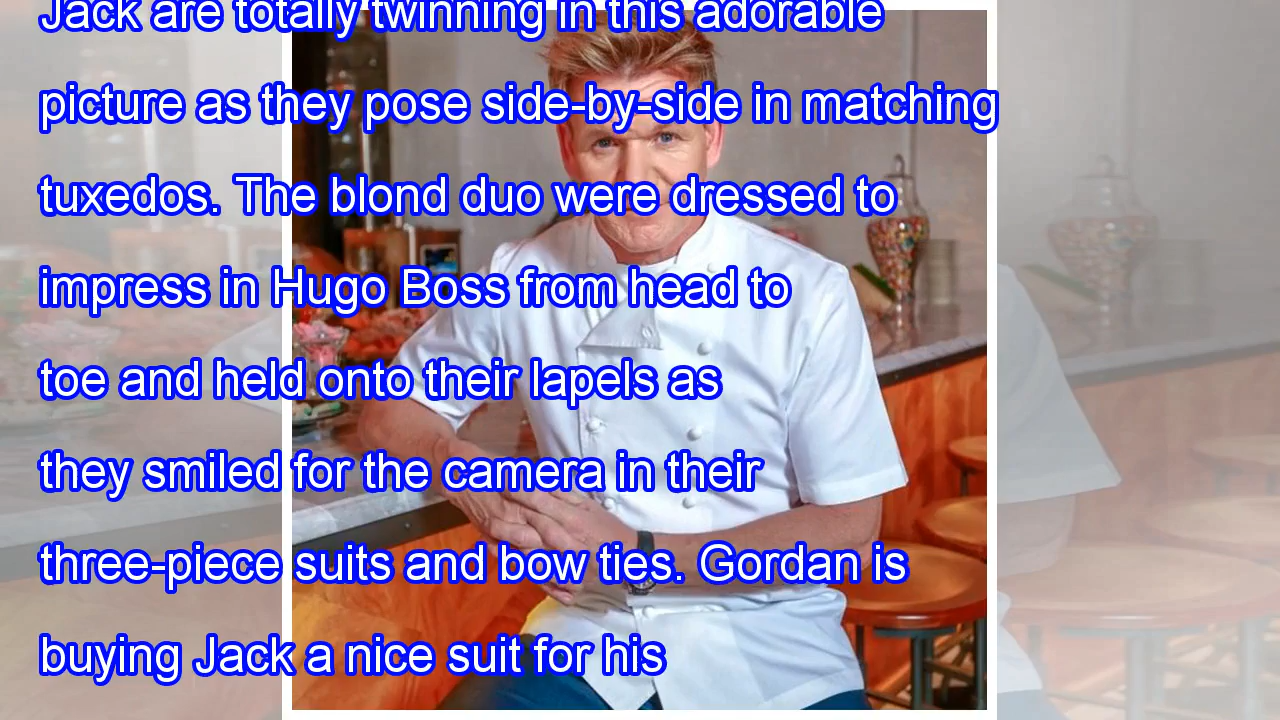 Jack are totally twinning in this adorable
picture as they pose side-by-side in matching
tuxedos. The blond duo were dressed to
impress in Hugo Boss from head to
toe and held onto their lapels as
they smiled for the camera in their
three-piece suits and bow ties. Gordan is
buying Jack a nice suit for his